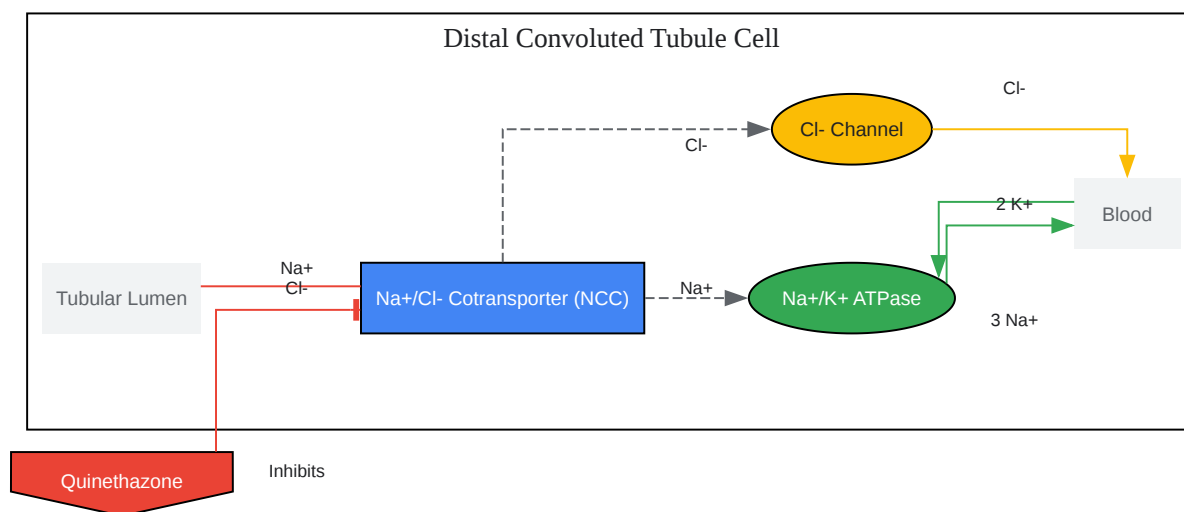 Distal Convoluted Tubule Cell
Cl-
Cl- Channel
Cl-
2 K+
Blood
Na+
Cl-
Tubular Lumen
Na+/Cl- Cotransporter (NCC)
Na+
Na+/K+ ATPase
3 Na+
Quinethazone
Inhibits